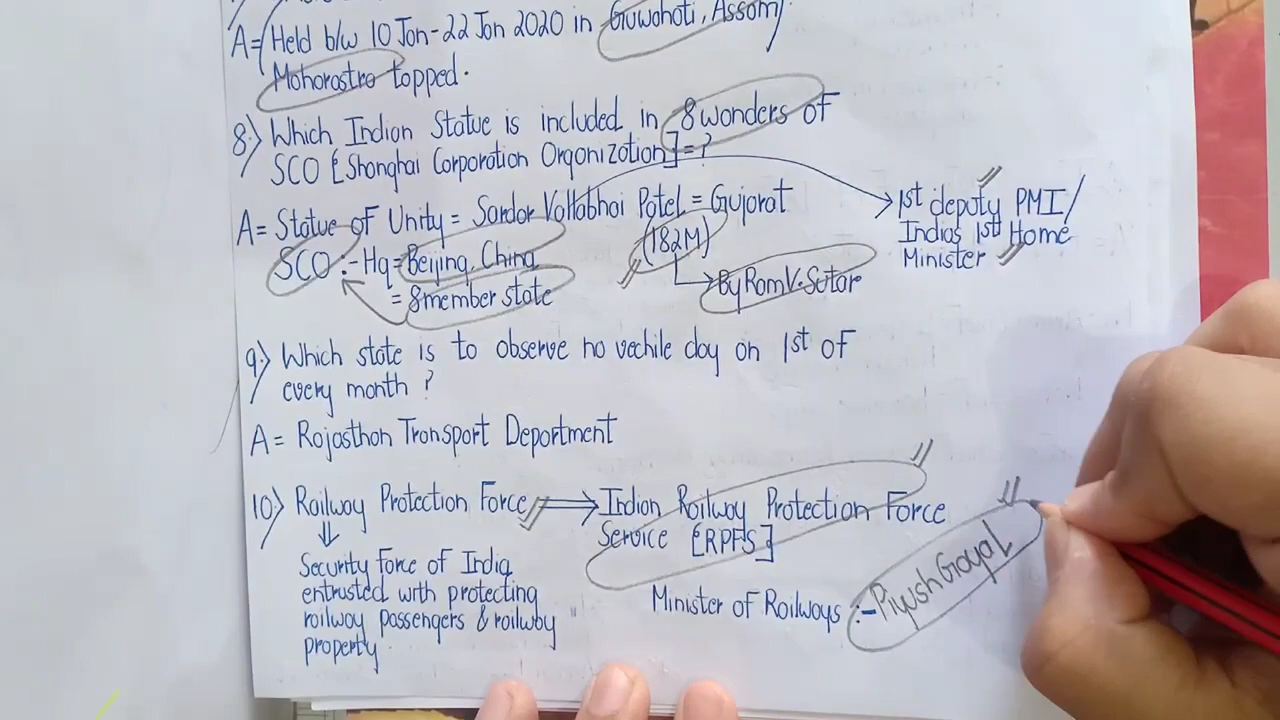 A= Held b/w 10 Jan-22 Jan 2020 in Guwahati, Assam
Maharastra topped.
8) Which Indian Statue is included in 8 wonders of
SCO [Shanghai Corporation Organization] = ?
A= Statue of Unity = Sardar Vallabhai Patel = Gujarat
(182M)
By Ram V. Sutar
1st deputy PMI/
Indias 1st Home
Minister
SCO :- Hq= Beijing, China
= 8 member state
9) Which state is to observe no vechile day on 1st of
every month ?
A= Rajasthan Transport Department
10) Railway Protection Force ⇒ Indian Railway Protection Force
Service [RPFS]
Security Force of India
entrusted with protecting
railway passengers & railway
property
Minister of Railways :- Piyush Goyal